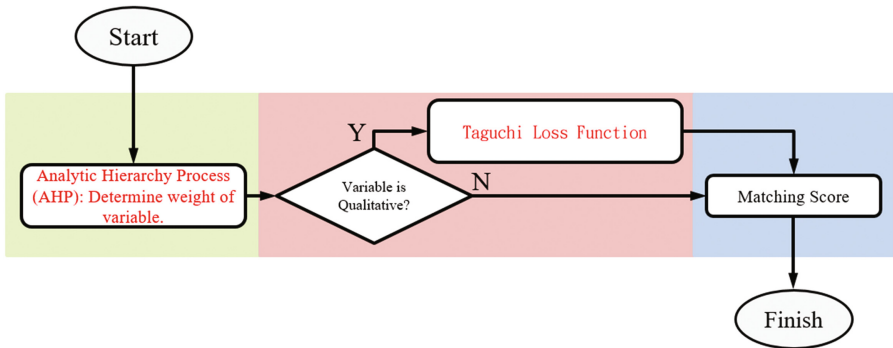 Start
Analytic Hierarchy Process
(AHP): Determine weight of
variable.
Variable is
Qualitative?
Y
Taguchi Loss Function
N
Matching Score
Finish